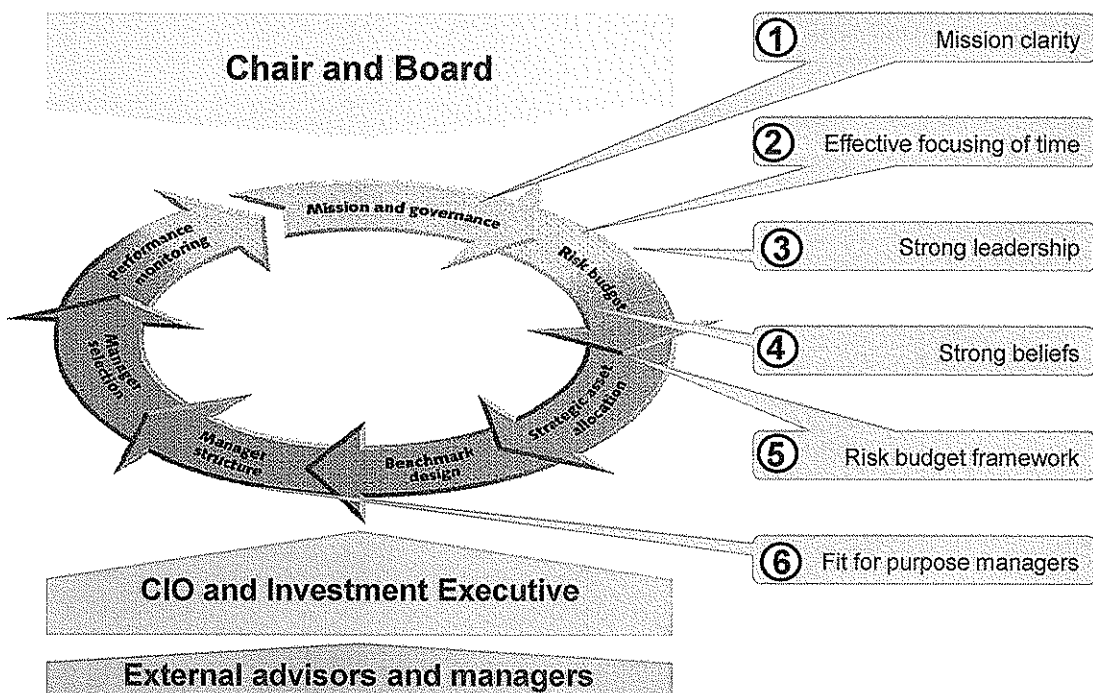 Chair and Board
1
Mission clarity
2
Effective focusing of time
3
Strong leadership
4
Strong beliefs
5
Risk budget framework
6
Fit for purpose managers
Mission and governance
Risk budget
Strategic asset
allocation
Benchmark
design
Manager
structure
Manager
selection
Performance
monitoring
CIO and Investment Executive
External advisors and managers